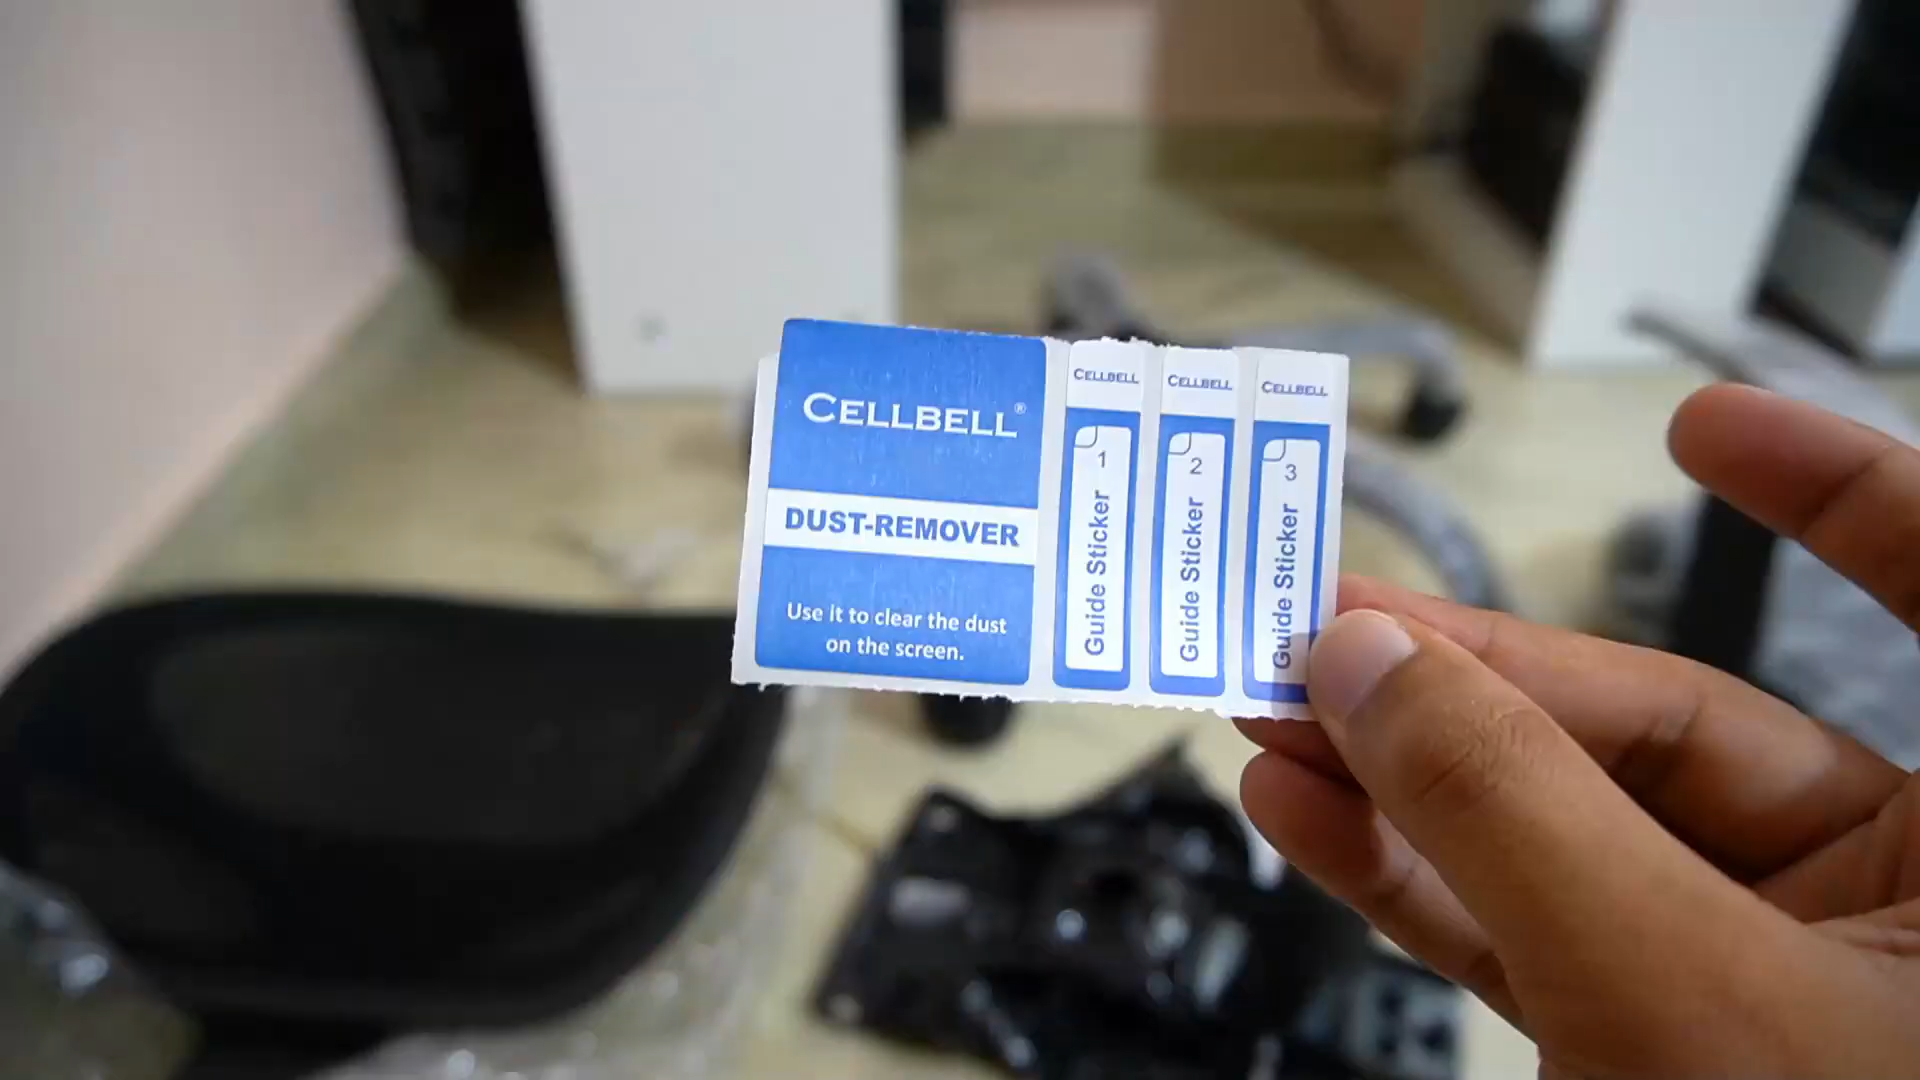 CELLBELL®
DUST-REMOVER
Use it to clear the dust
on the screen.
CELLBELL
1
Guide Sticker
CELLBELL
2
Guide Sticker
CELLBELL
3
Guide Sticker